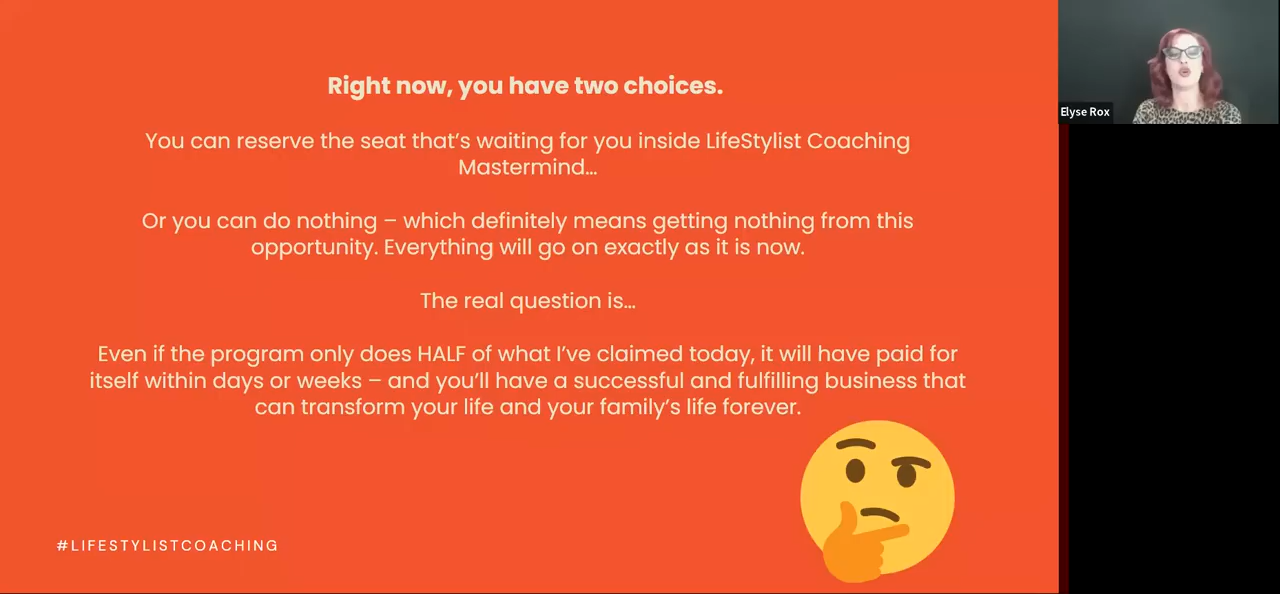 Right now, you have two choices.
You can reserve the seat that's waiting for you inside LifeStylist Coaching
Mastermind...
Or you can do nothing – which definitely means getting nothing from this
opportunity. Everything will go on exactly as it is now.
The real question is...
Even if the program only does HALF of what I've claimed today, it will have paid for
itself within days or weeks – and you'll have a successful and fulfilling business that
can transform your life and your family's life forever.
#LIFESTYLISTCOACHING
Elyse Rox